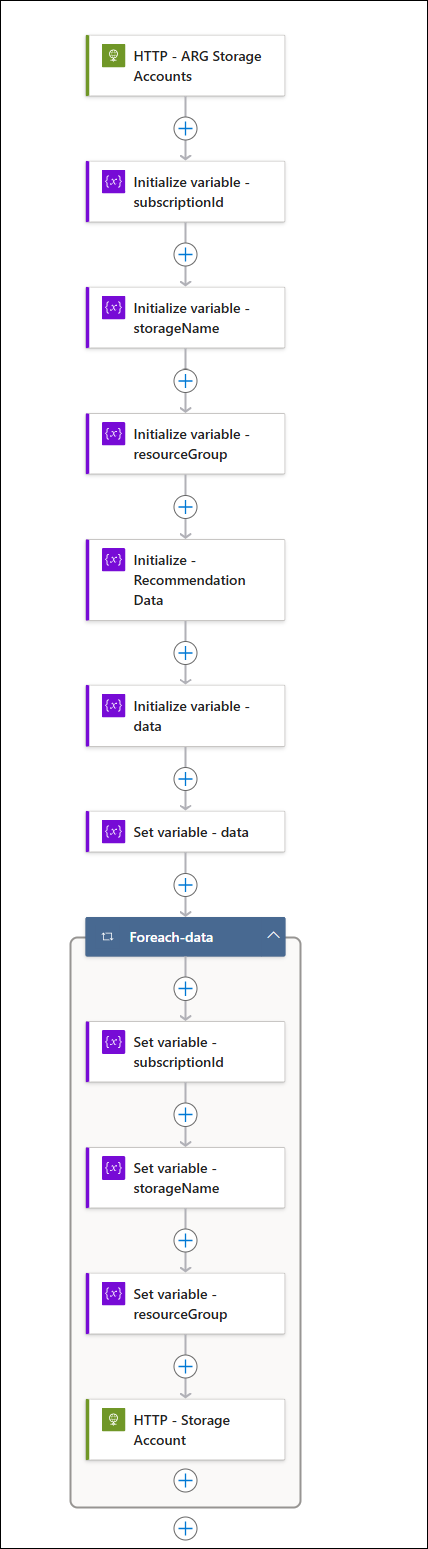 HTTP - ARG Storage
Accounts
{x}
Initialize variable -
subscriptionId
{x}
Initialize variable -
storageName
{x}
Initialize variable -
resourceGroup
{x}
Initialize -
Recommendation
Data
{x}
Initialize variable -
data
{x}
Set variable - data
Foreach-data
{x}
Set variable -
subscriptionId
{x}
Set variable -
storageName
{x}
Set variable -
resourceGroup
HTTP - Storage
Account